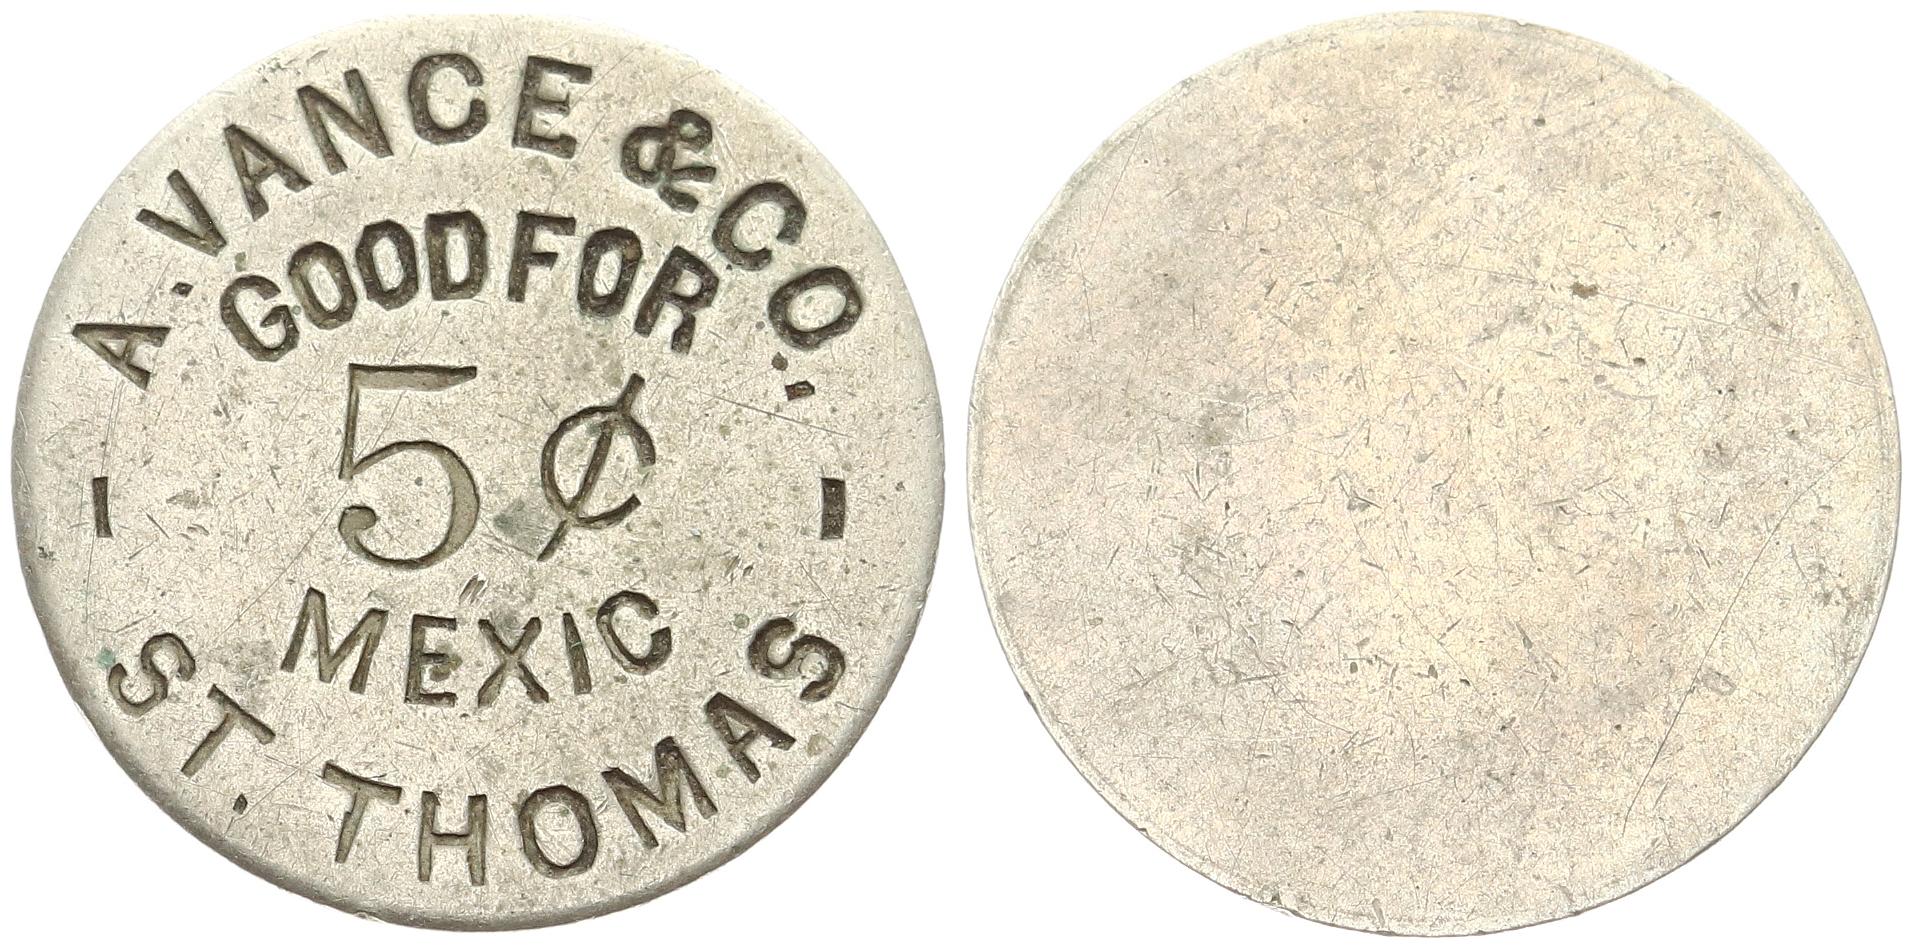 A. VANCE & CO.,
GOOD FOR
5 ¢
MEXIC
- ST. THOMAS -